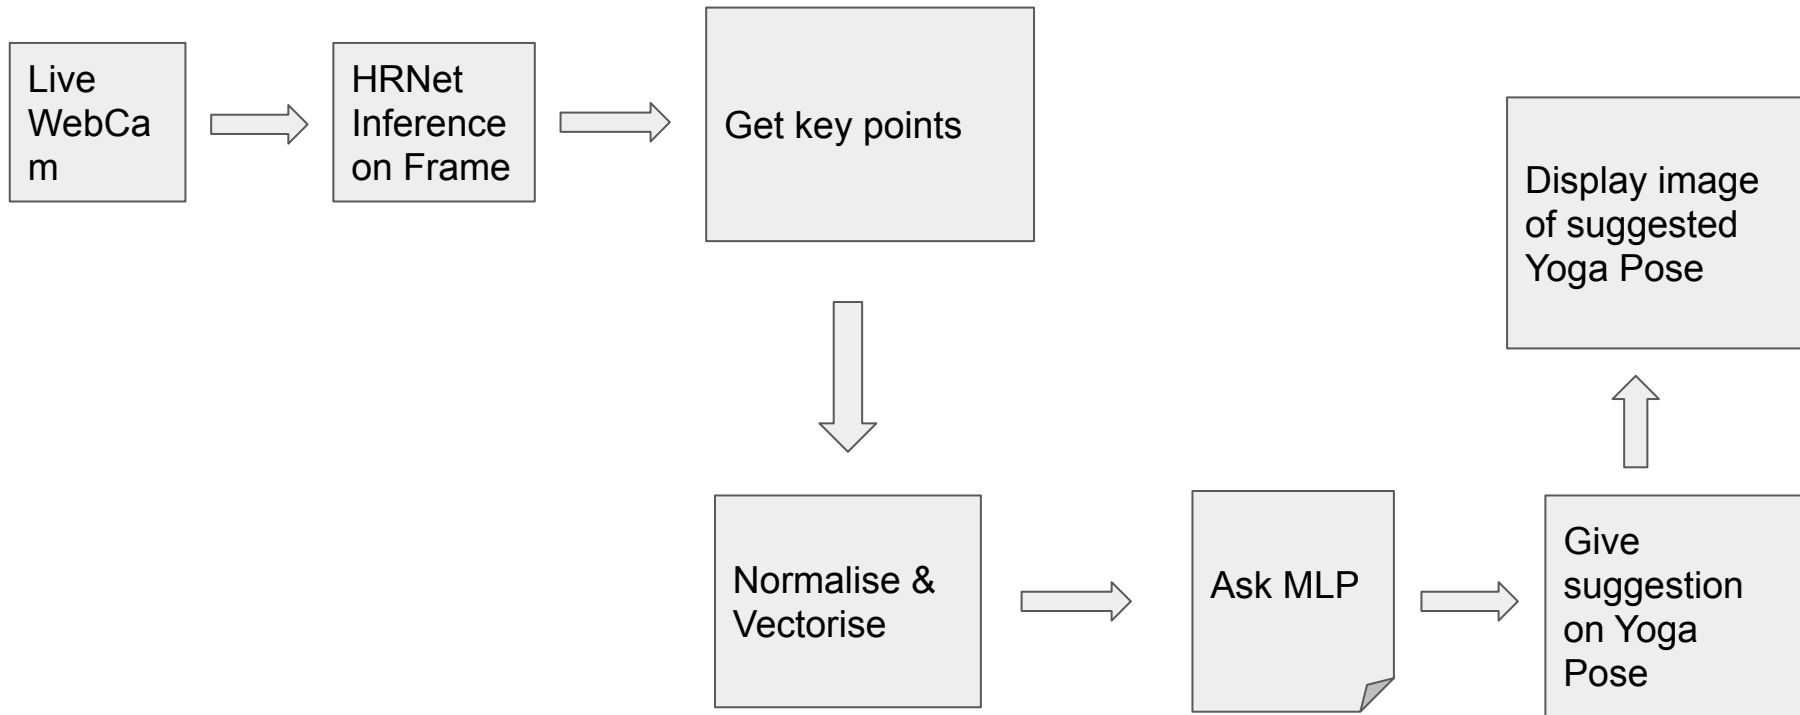 Live
WebCa
m
HRNet
Inference
on Frame
Get key points
Normalise &
Vectorise
Ask MLP
Give
suggestion
on Yoga
Pose
Display image
of suggested
Yoga Pose